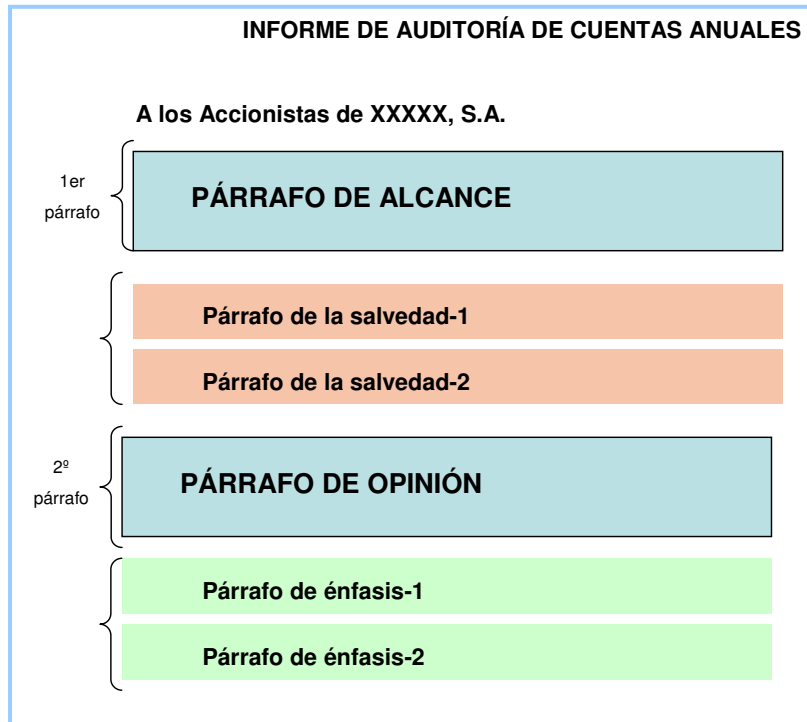 INFORME DE AUDITORÍA DE CUENTAS ANUALES
A los Accionistas de XXXXX, S.A.
1er
párrafo
PÁRRAFO DE ALCANCE
Párrafo de la salvedad-1
Párrafo de la salvedad-2
2º
párrafo
PÁRRAFO DE OPINIÓN
Párrafo de énfasis-1
Párrafo de énfasis-2